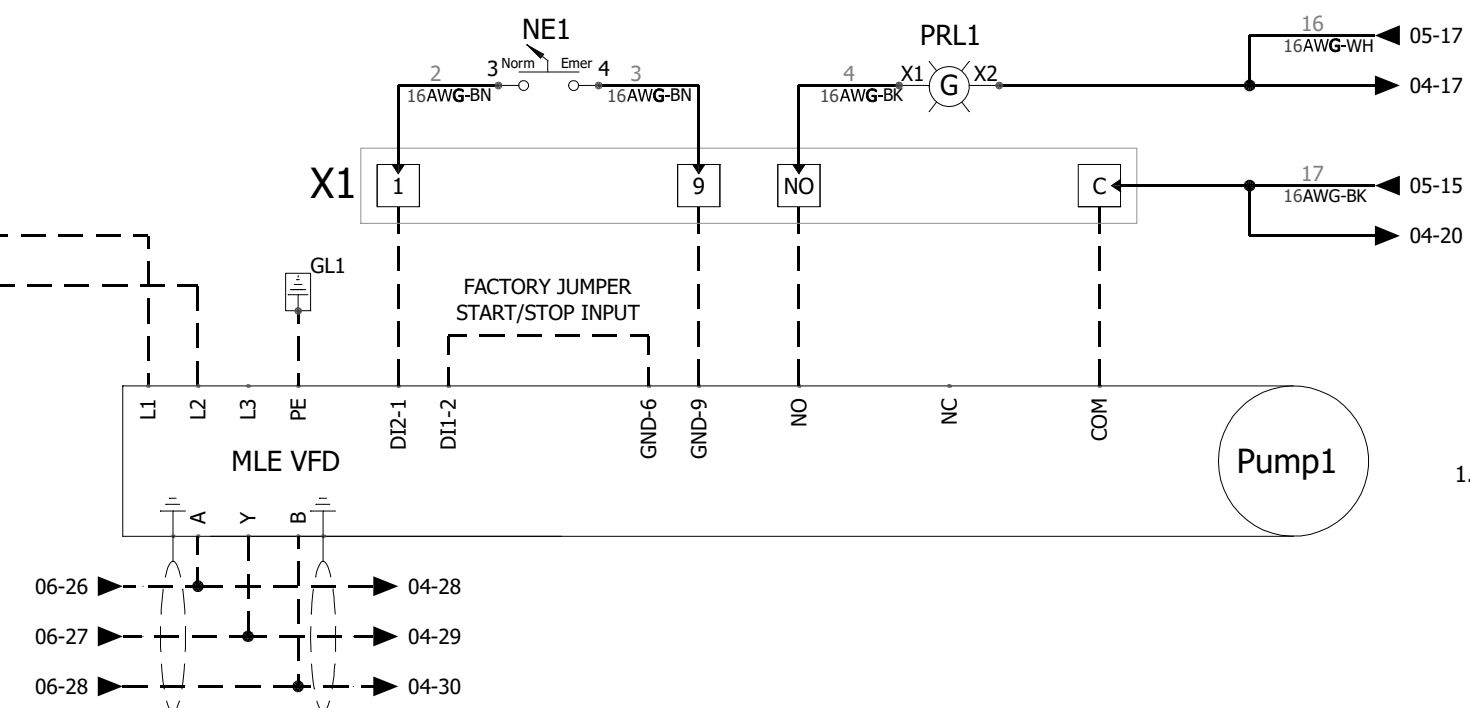 NE1
PRL1
16
16AWG-WH
05-17
2
3
Norm
Emer
4
3
4
X1
G
X2
16AWG-BN
16AWG-BN
16AWG-BK
04-17
X1
1
9
NO
C
17
16AWG-BK
05-15
04-20
GL1
FACTORY JUMPER
START/STOP INPUT
L1
L2
L3
PE
DI2-1
DI1-2
GND-6
GND-9
NO
NC
COM
MLE VFD
Pump1
1.
A
Y
B
06-26
04-28
06-27
04-29
06-28
04-30